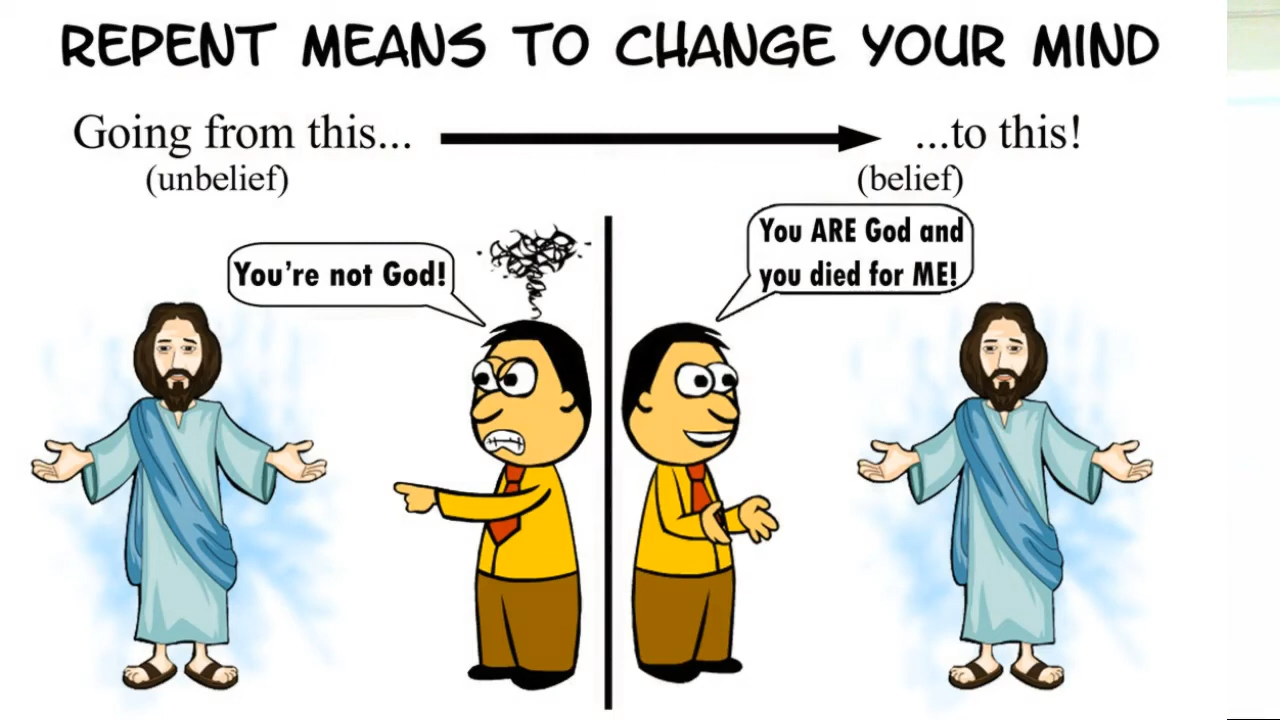 REPENT MEANS TO CHANGE YOUR MIND
Going from this...
...to this!
(unbelief)
(belief)
You're not God!
You ARE God and
you died for ME!